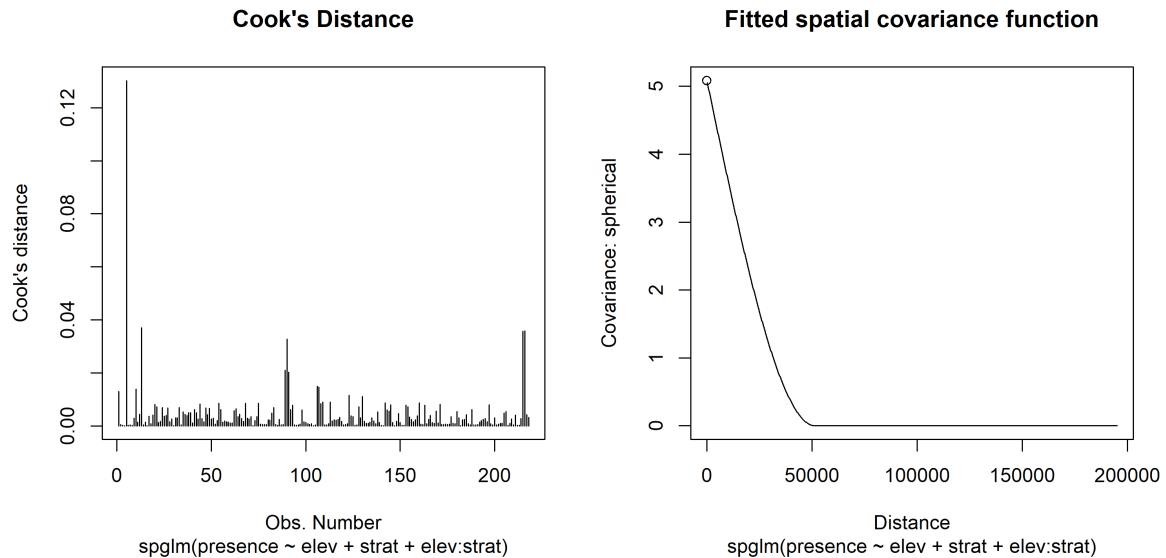 Cook's Distance
Cook's distance
0.12
0.08
0.04
0.00
0
50
100
150
200
Obs. Number
spglm(presence ~ elev + strat + elev:strat)
Fitted spatial covariance function
Covariance: spherical
5
4
3
2
1
0
0
50000
100000
150000
200000
Distance
spglm(presence ~ elev + strat + elev:strat)